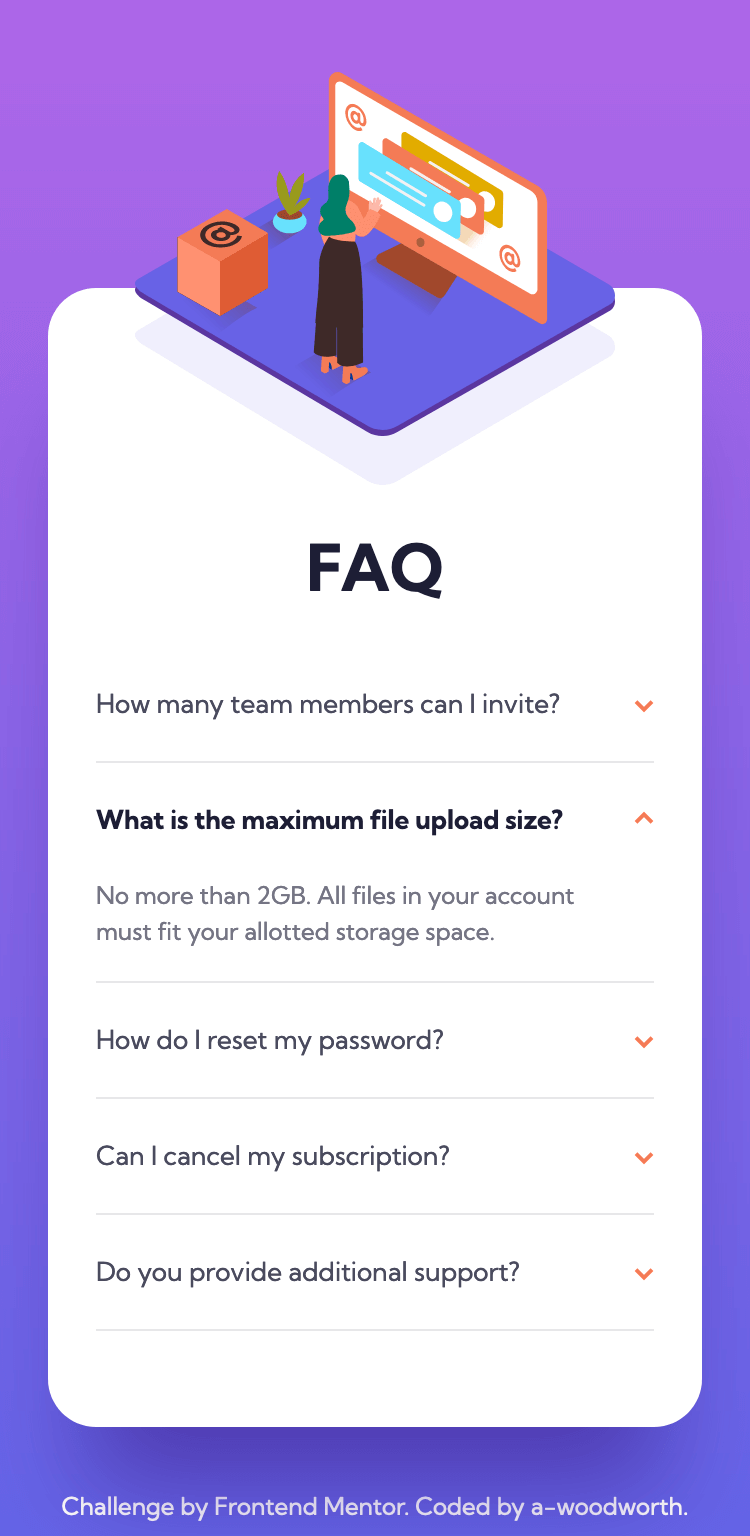 @
@
@
FAQ
How many team members can I invite?
What is the maximum file upload size?
No more than 2GB. All files in your account
must fit your allotted storage space.
How do I reset my password?
Can I cancel my subscription?
Do you provide additional support?
Challenge by Frontend Mentor. Coded by a-woodworth.